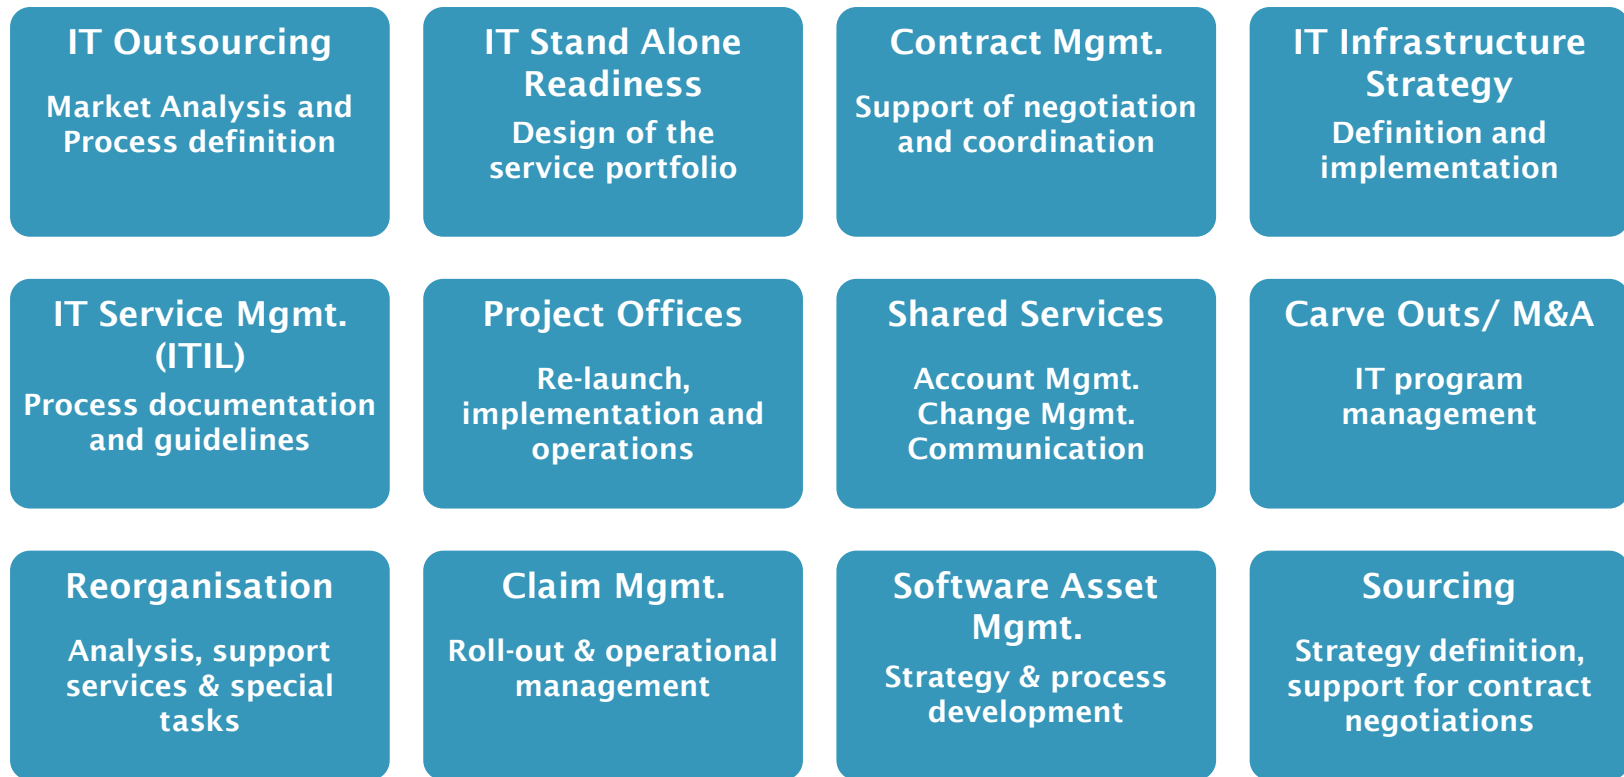 IT Outsourcing
Market Analysis and
Process definition
IT Stand Alone
Readiness
Design of the
service portfolio
Contract Mgmt.
Support of negotiation
and coordination
IT Infrastructure
Strategy
Definition and
implementation
IT Service Mgmt.
(ITIL)
Process documentation
and guidelines
Project Offices
Re-launch,
implementation and
operations
Shared Services
Account Mgmt.
Change Mgmt.
Communication
Carve Outs/ M&A
IT program
management
Reorganisation
Analysis, support
services & special
tasks
Claim Mgmt.
Roll-out & operational
management
Software Asset
Mgmt.
Strategy & process
development
Sourcing
Strategy definition,
support for contract
negotiations